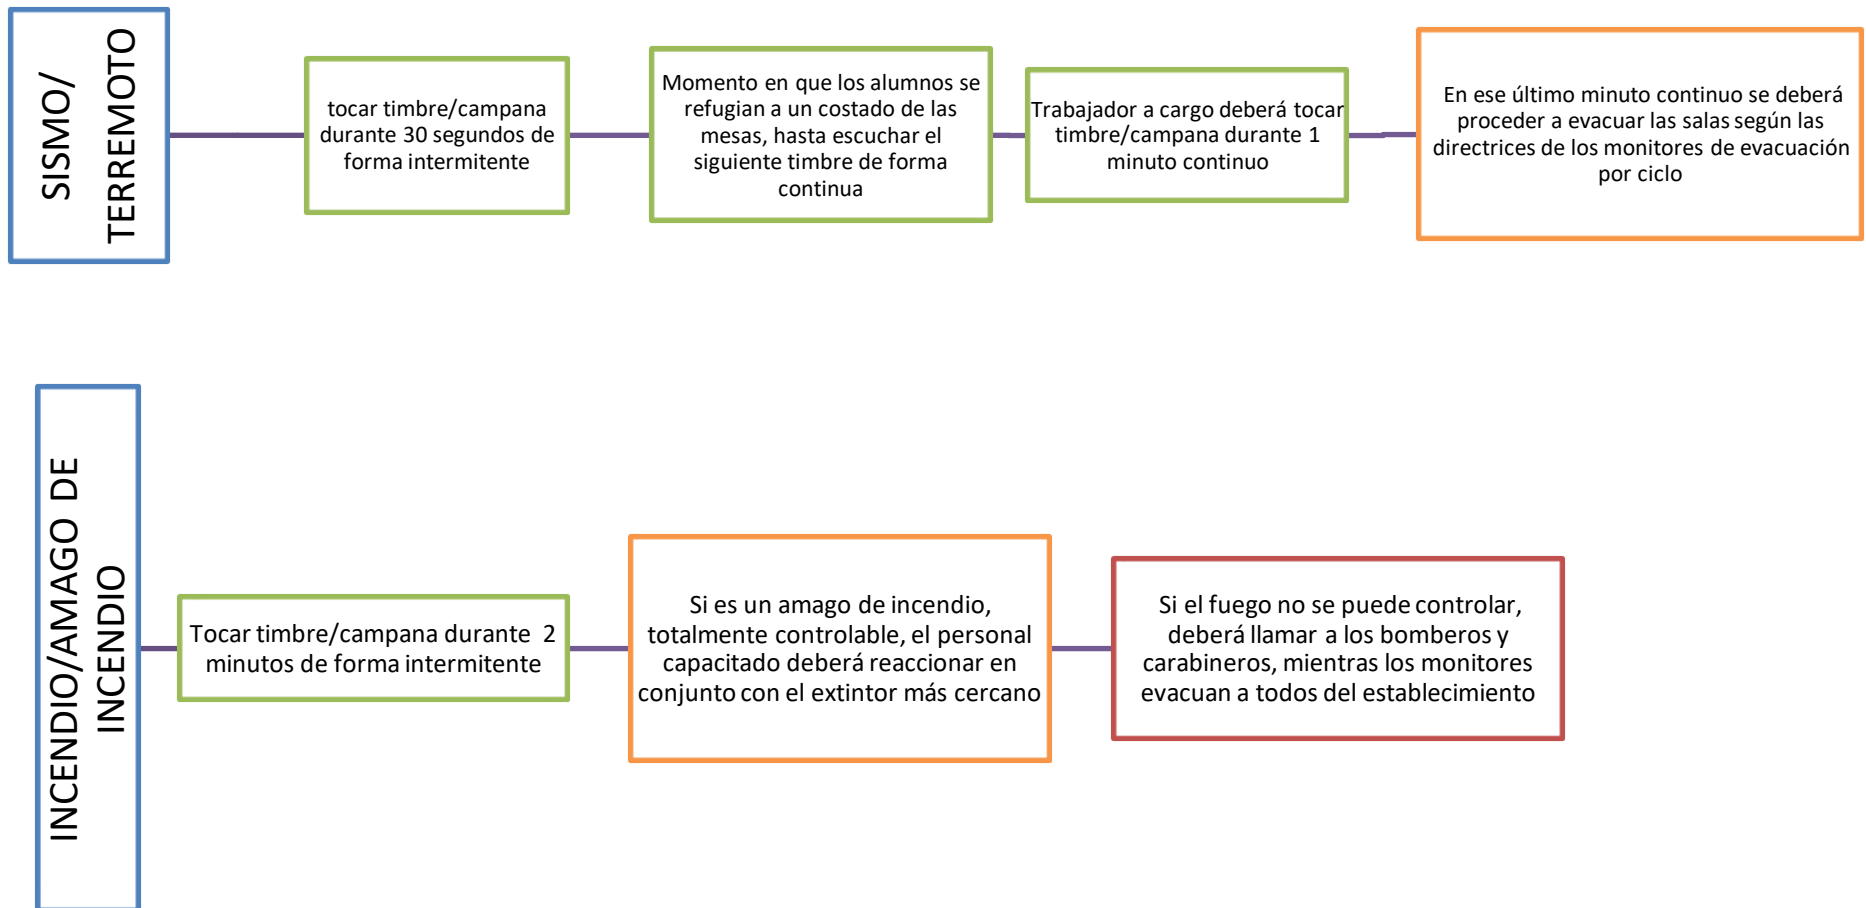 SISMO/
TERREMOTO
tocar timbre/campana
durante 30 segundos de
forma intermitente
Momento en que los alumnos se
refugian a un costado de las
mesas, hasta escuchar el
siguiente timbre de forma
continua
Trabajador a cargo deberá tocar
timbre/campana durante 1
minuto continuo
En ese último minuto continuo se deberá
proceder a evacuar las salas según las
directrices de los monitores de evacuación
por ciclo
INCENDIO/AMAGO DE
INCENDIO
Tocar timbre/campana durante 2
minutos de forma intermitente
Si es un amago de incendio,
totalmente controlable, el personal
capacitado deberá reaccionar en
conjunto con el extintor más cercano
Si el fuego no se puede controlar,
deberá llamar a los bomberos y
carabineros, mientras los monitores
evacuan a todos del establecimiento